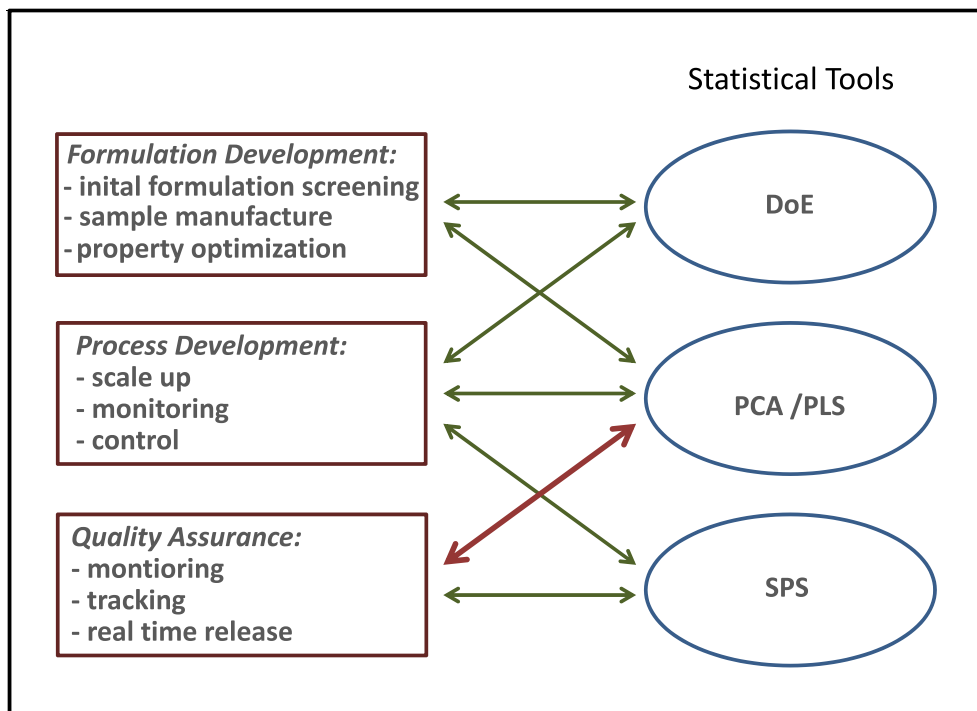 Statistical Tools
Formulation Development:
- inital formulation screening
- sample manufacture
- property optimization
DoE
Process Development:
- scale up
- monitoring
- control
PCA /PLS
Quality Assurance:
- montioring
- tracking
- real time release
SPS